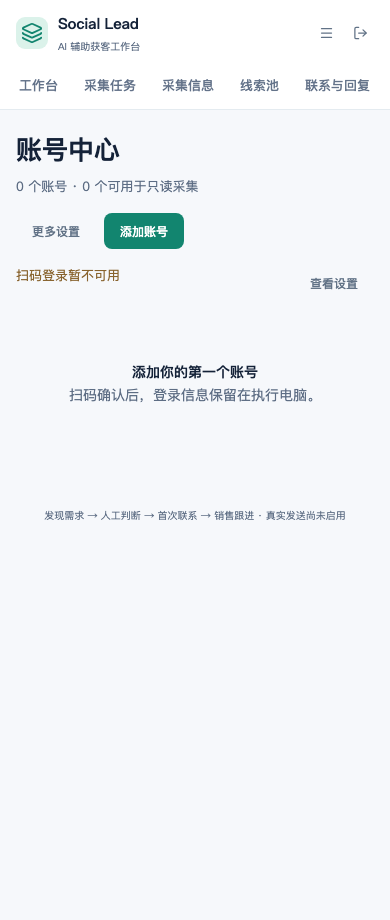 Social Lead
AI 辅助获客工作台
工作台 采集任务 采集信息 线索池 联系与回复
账号中心
0 个账号 · 0 个可用于只读采集
更多设置 添加账号
扫码登录暂不可用
查看设置
添加你的第一个账号
扫码确认后，登录信息保留在执行电脑。
发现需求 → 人工判断 → 首次联系 → 销售跟进 · 真实发送尚未启用